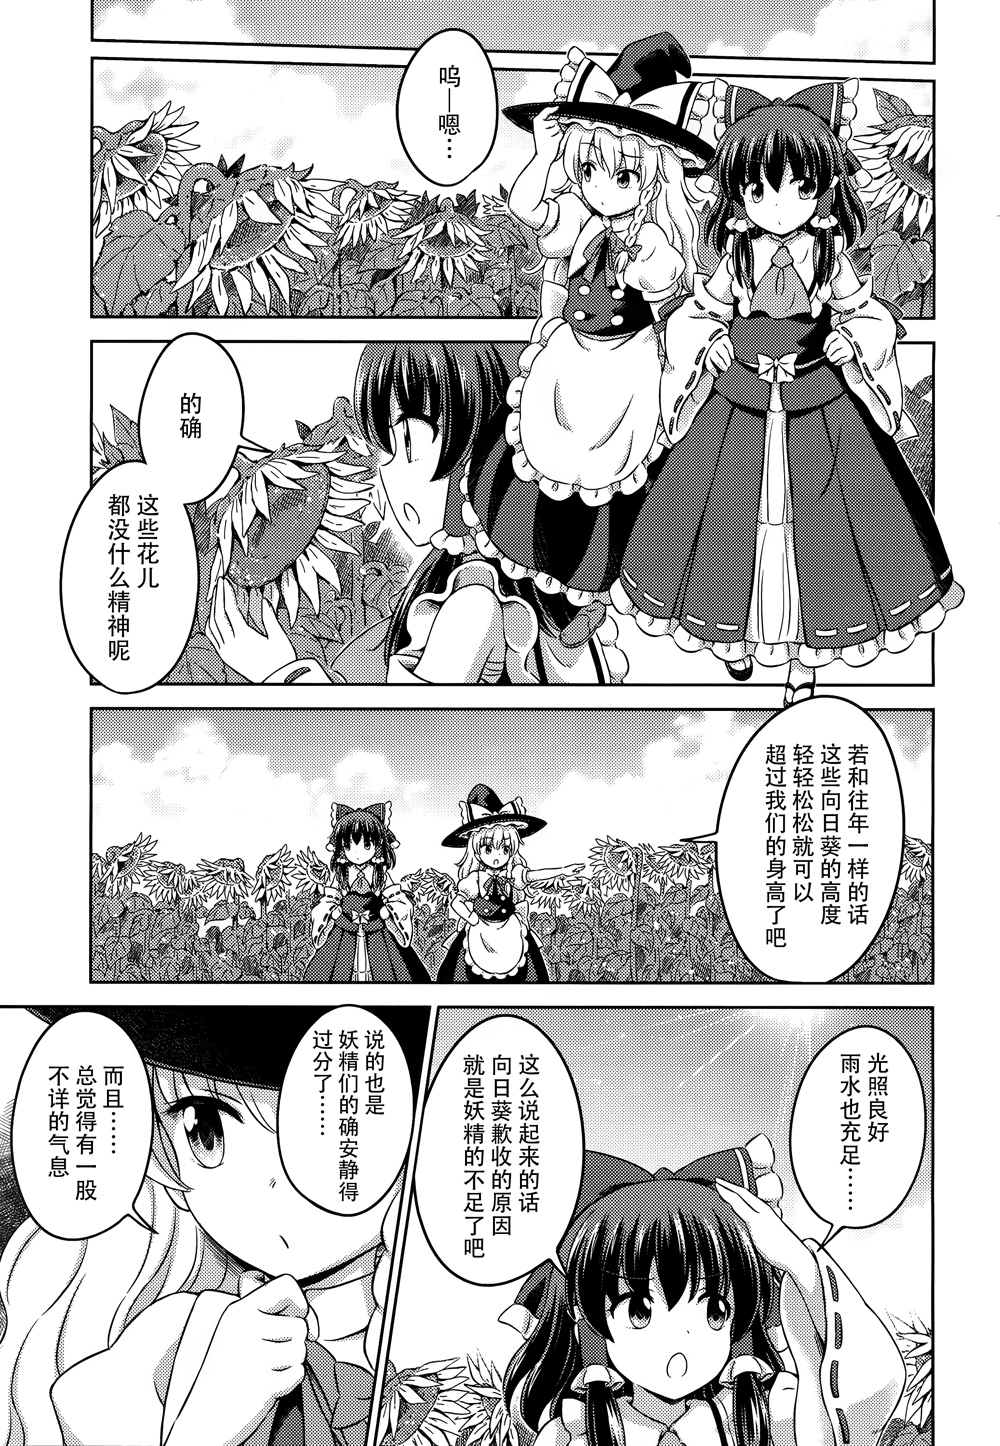 呜—嗯…
的确
这些花儿
都没什么精神呢
若和往年一样的话
这些向日葵的高度
轻轻松松就可以
超过我们的身高了吧
光照良好
雨水也充足……
这么说起来的话
向日葵歉收的原因
就是妖精的不足了吧
说的也是
妖精们的确安静得
过分了……
而且……
总觉得有一股
不详的气息